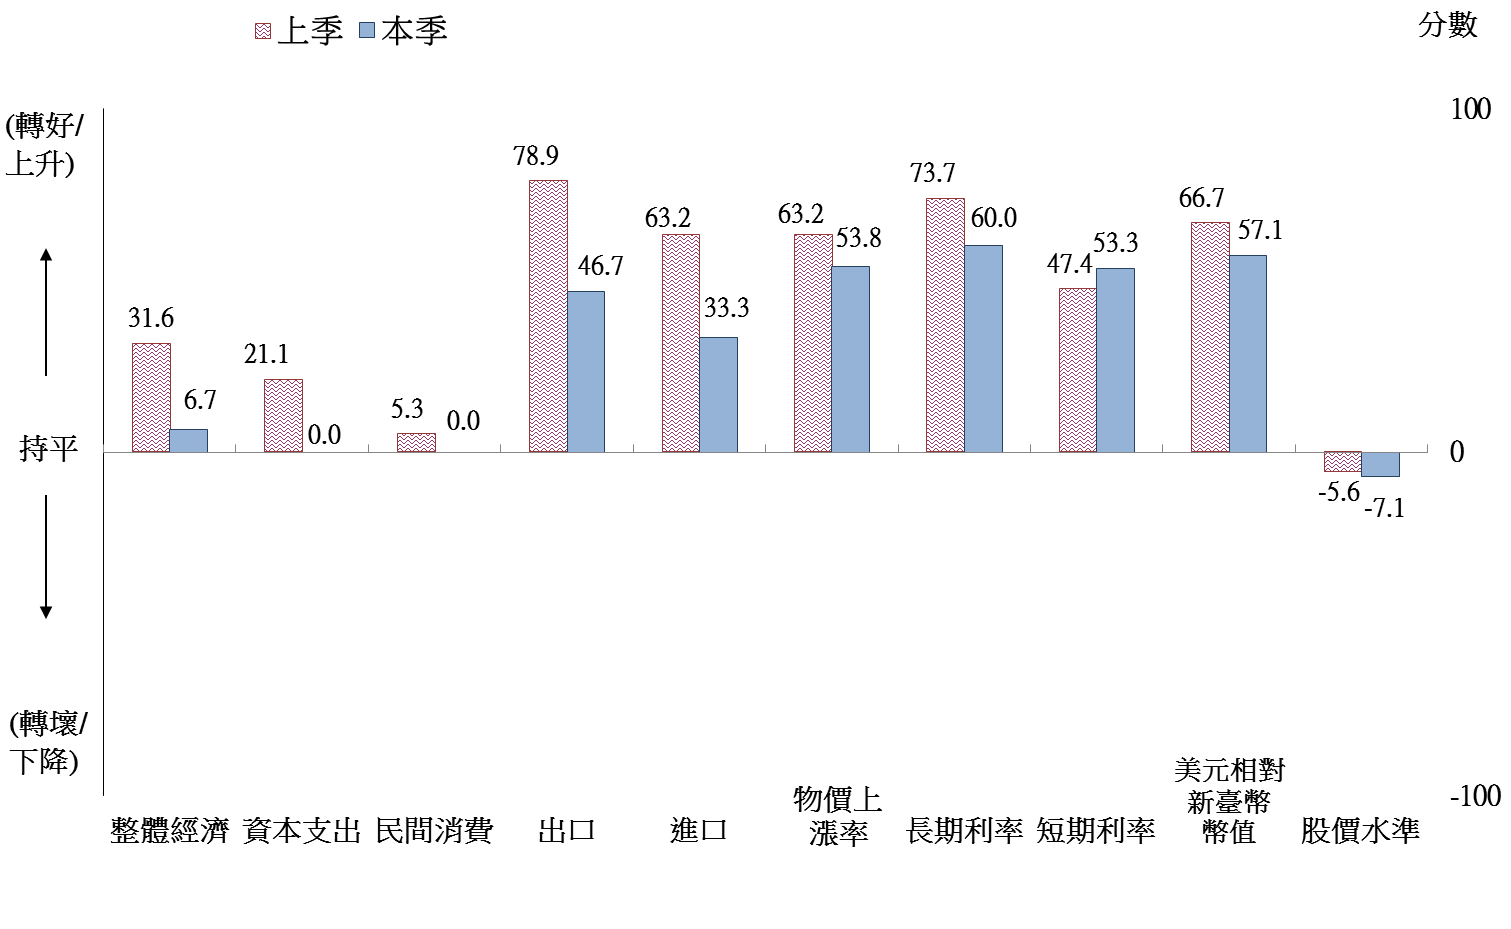 上季 本季
分數
100
(轉好/
上升)
78.9
73.7
66.7
63.2
63.2
60.0
57.1
53.8
53.3
47.4
46.7
33.3
31.6
21.1
6.7
5.3
0.0
0.0
持平
0
-5.6
-7.1
(轉壞/
下降)
-100
整體經濟
資本支出
民間消費
出口
進口
物價上
漲率
長期利率
短期利率
美元相對
新臺幣
幣值
股價水準